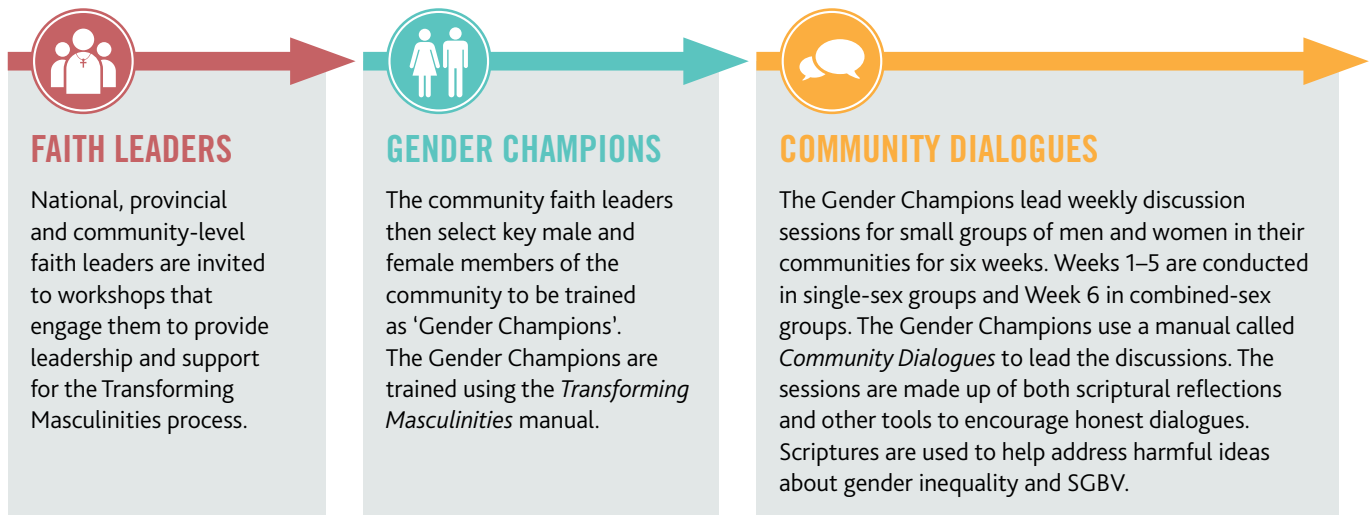 FAITH LEADERS
National, provincial
and community-level
faith leaders are invited
to workshops that
engage them to provide
leadership and support
for the Transforming
Masculinities process.
GENDER CHAMPIONS
The community faith leaders
then select key male and
female members of the
community to be trained
as ‘Gender Champions’.
The Gender Champions are
trained using the Transforming
Masculinities manual.
COMMUNITY DIALOGUES
The Gender Champions lead weekly discussion
sessions for small groups of men and women in their
communities for six weeks. Weeks 1–5 are conducted
in single-sex groups and Week 6 in combined-sex
groups. The Gender Champions use a manual called
Community Dialogues to lead the discussions. The
sessions are made up of both scriptural reflections
and other tools to encourage honest dialogues.
Scriptures are used to help address harmful ideas
about gender inequality and SGBV.